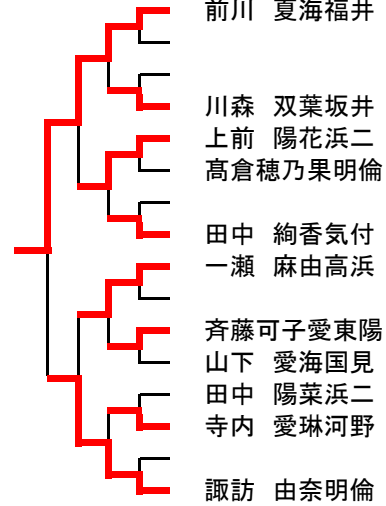 前川 夏海福井
川森 双葉坂井
上前 陽花浜二
髙倉穂乃果明倫
田中 絢香気付
一瀬 麻由高浜
斉藤可子愛東陽
山下 愛海国見
田中 陽菜浜二
寺内 愛琳河野
諏訪 由奈明倫